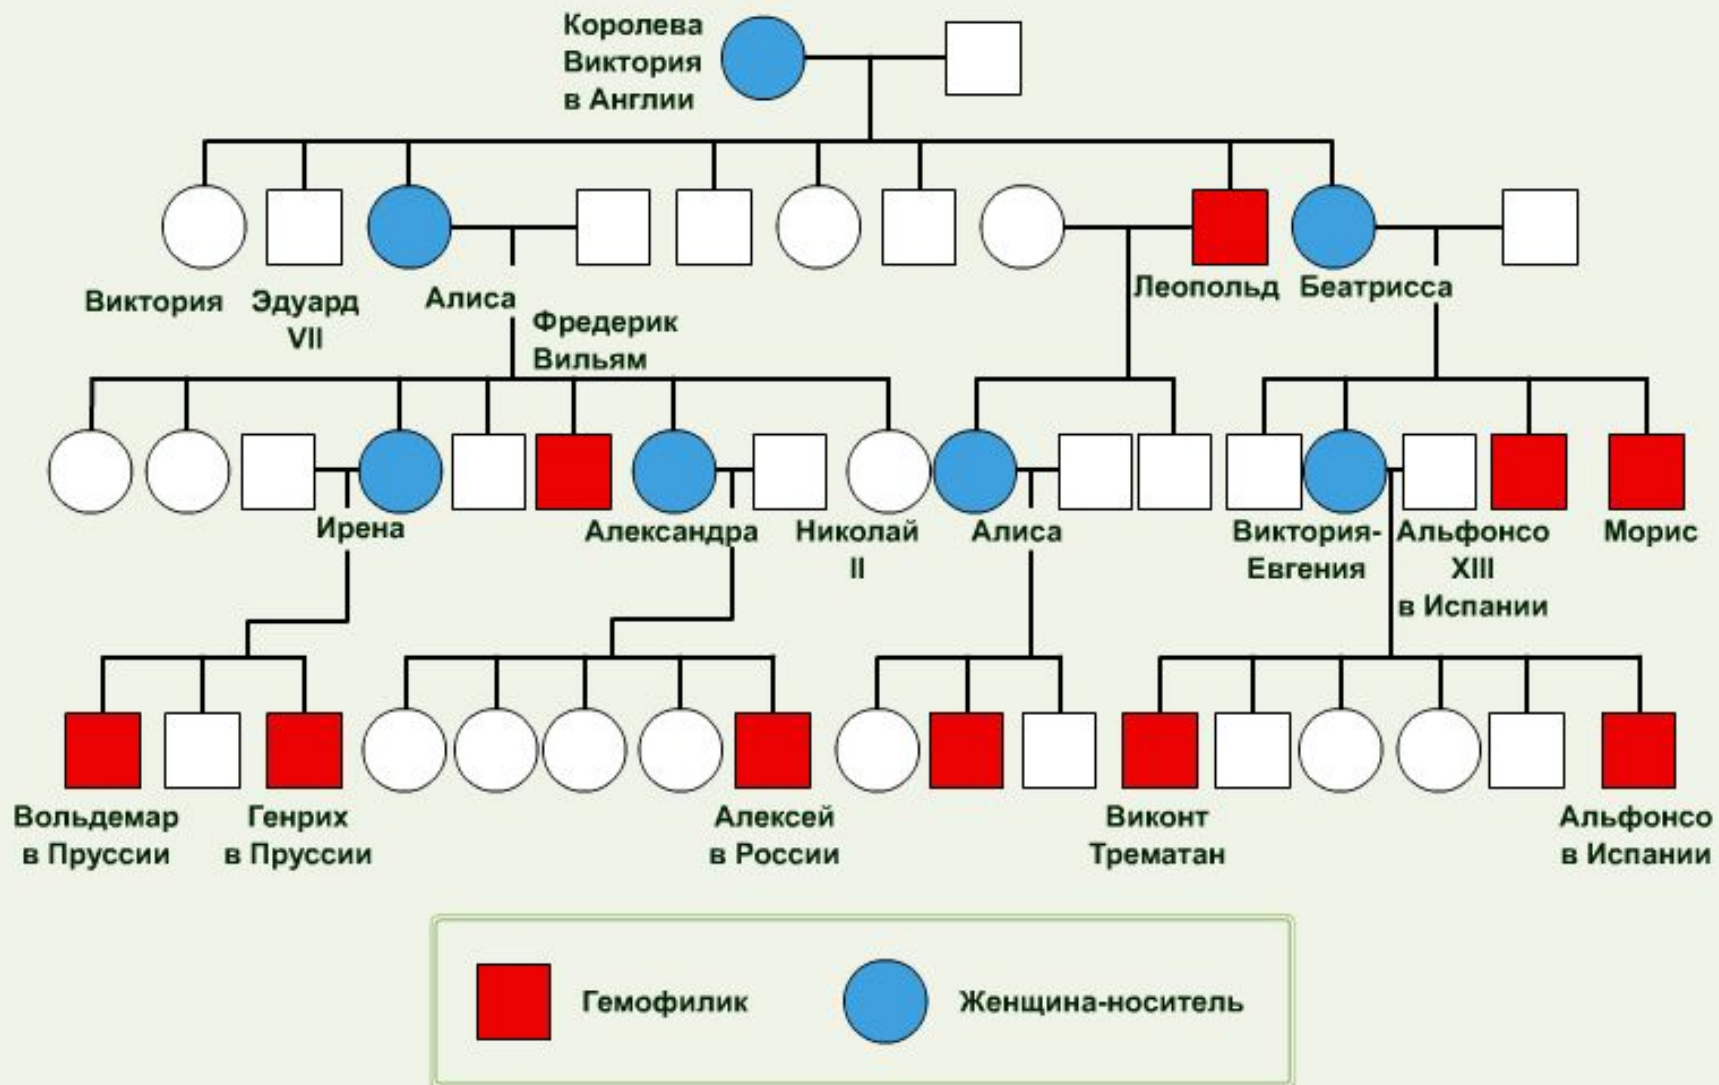 Королева
Виктория
в Англии
Виктория
Эдуард
VII
Алиса
Фредерик
Вильям
Леопольд
Беатрисса
Ирена
Александра
Николай
II
Алиса
Виктория-
Евгения
Альфонсо
XIII
в Испании
Морис
Вольдемар
в Пруссии
Генрих
в Пруссии
Алексей
в России
Виконт
Трематан
Альфонсо
в Испании
Гемофилик
Женщина-носитель